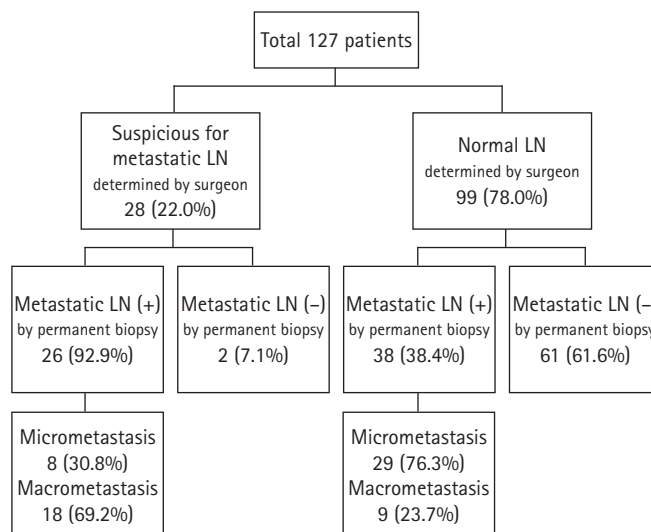 Total 127 patients
Suspicious for
metastatic LN
determined by surgeon
28 (22.0%)
Normal LN
determined by surgeon
99 (78.0%)
Metastatic LN (+)
by permanent biopsy
26 (92.9%)
Metastatic LN (–)
by permanent biopsy
2 (7.1%)
Metastatic LN (+)
by permanent biopsy
38 (38.4%)
Metastatic LN (–
by permanent biopsy
61 (61.6%)
Micrometastasis
8 (30.8%)
Macrometastasis
18 (69.2%)
Micrometastasis
29 (76.3%)
Macrometastasis
9 (23.7%)